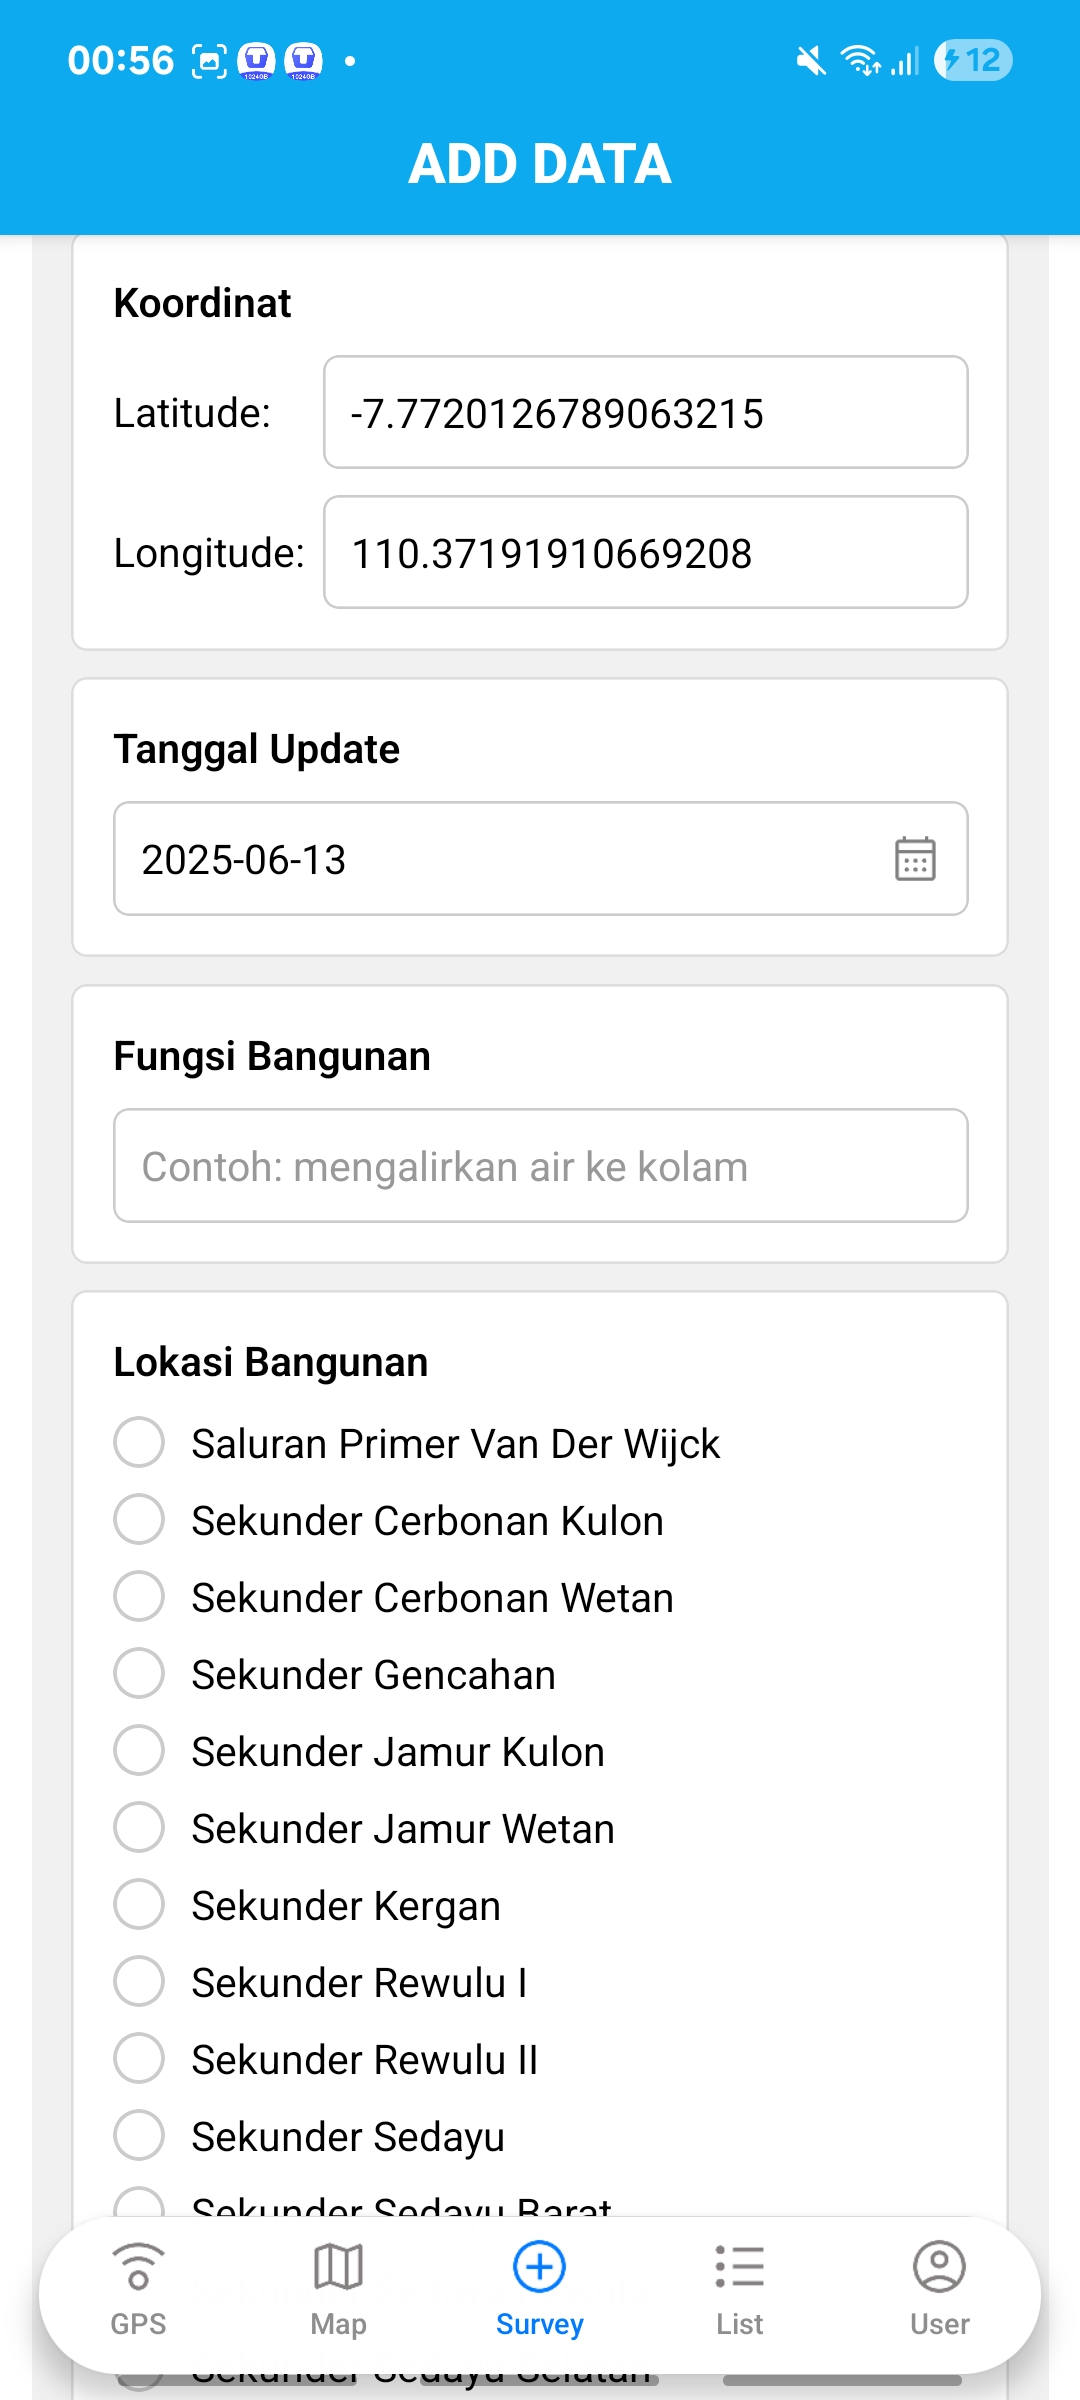 00:56
12
ADD DATA
Koordinat
Latitude: -7.7720126789063215
Longitude: 110.37191910669208
Tanggal Update
2025-06-13
Fungsi Bangunan
Contoh: mengalirkan air ke kolam
Lokasi Bangunan
Saluran Primer Van Der Wijck
Sekunder Cerbonan Kulon
Sekunder Cerbonan Wetan
Sekunder Gencahan
Sekunder Jamur Kulon
Sekunder Jamur Wetan
Sekunder Kergan
Sekunder Rewulu I
Sekunder Rewulu II
Sekunder Sedayu
Sekunder Sedayu Barat
GPS Map Survey List User
Sekunder Sedayu Selatan